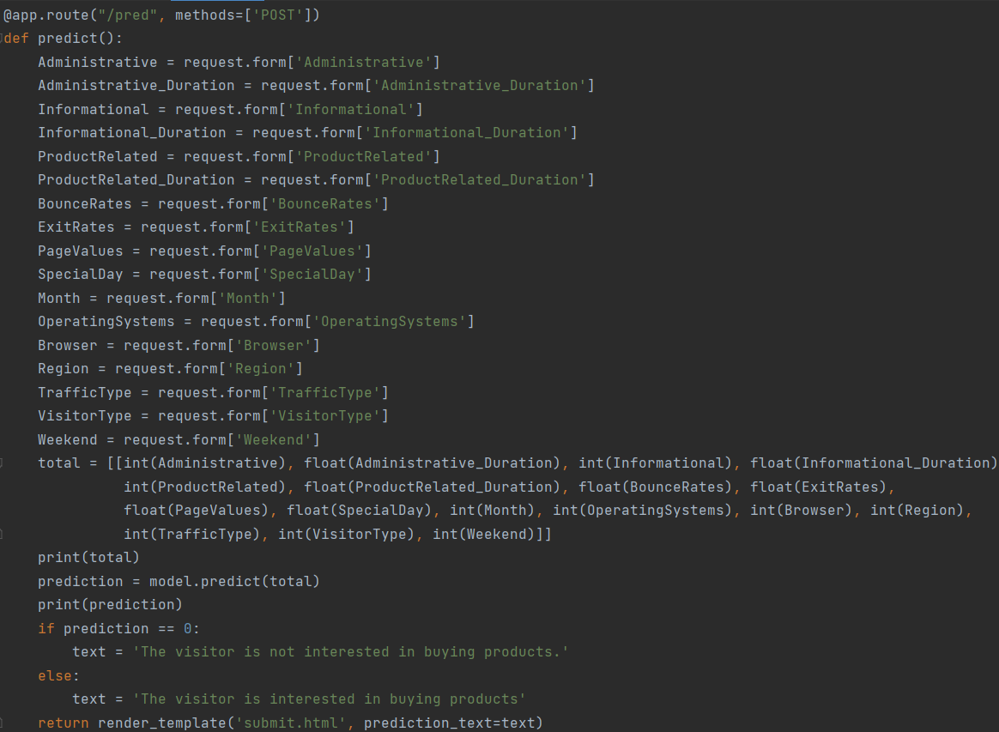 @app.route("/pred", methods=['POST'])
def predict():
    Administrative = request.form['Administrative']
    Administrative_Duration = request.form['Administrative_Duration']
    Informational = request.form['Informational']
    Informational_Duration = request.form['Informational_Duration']
    ProductRelated = request.form['ProductRelated']
    ProductRelated_Duration = request.form['ProductRelated_Duration']
    BounceRates = request.form['BounceRates']
    ExitRates = request.form['ExitRates']
    PageValues = request.form['PageValues']
    SpecialDay = request.form['SpecialDay']
    Month = request.form['Month']
    OperatingSystems = request.form['OperatingSystems']
    Browser = request.form['Browser']
    Region = request.form['Region']
    TrafficType = request.form['TrafficType']
    VisitorType = request.form['VisitorType']
    Weekend = request.form['Weekend']
    total = [[int(Administrative), float(Administrative_Duration), int(Informational), float(Informational_Duration)
              int(ProductRelated), float(ProductRelated_Duration), float(BounceRates), float(ExitRates),
              float(PageValues), float(SpecialDay), int(Month), int(OperatingSystems), int(Browser), int(Region),
              int(TrafficType), int(VisitorType), int(Weekend)]]
    print(total)
    prediction = model.predict(total)
    print(prediction)
    if prediction == 0:
        text = 'The visitor is not interested in buying products.'
    else:
        text = 'The visitor is interested in buying products'
    return render_template('submit.html', prediction_text=text)